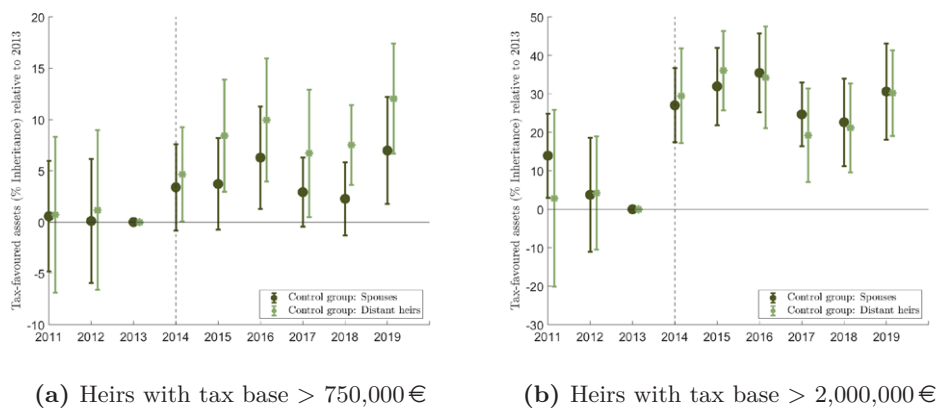 Tax-favoured assets (% Inheritance) relative to 2013
20
15
10
5
0
-5
-10
2011 2012 2013 2014 2015 2016 2017 2018 2019
Control group: Spouses
Control group: Distant heirs
(a) Heirs with tax base > 750,000 €
Tax-favoured assets (% Inheritance) relative to 2013
50
40
30
20
10
0
-10
-20
-30
2011 2012 2013 2014 2015 2016 2017 2018 2019
Control group: Spouses
Control group: Distant heirs
(b) Heirs with tax base > 2,000,000 €